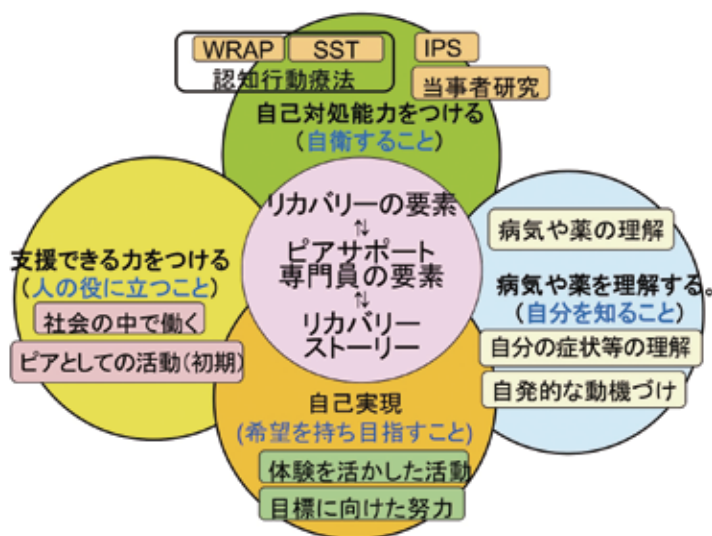 WRAP SST
認知行動療法
IPS
当事者研究
自己対処能力をつける
(自衛すること)
リカバリーの要素
⇅
ピアサポート
専門員の要素
⇅
リカバリー
ストーリー
支援できる力をつける
(人の役に立つこと)
社会の中で働く
ピアとしての活動(初期)
病気や薬の理解
病気や薬を理解する。
(自分を知ること)
自分の症状等の理解
自発的な動機づけ
自己実現
(希望を持ち目指すこと)
体験を活かした活動
目標に向けた努力